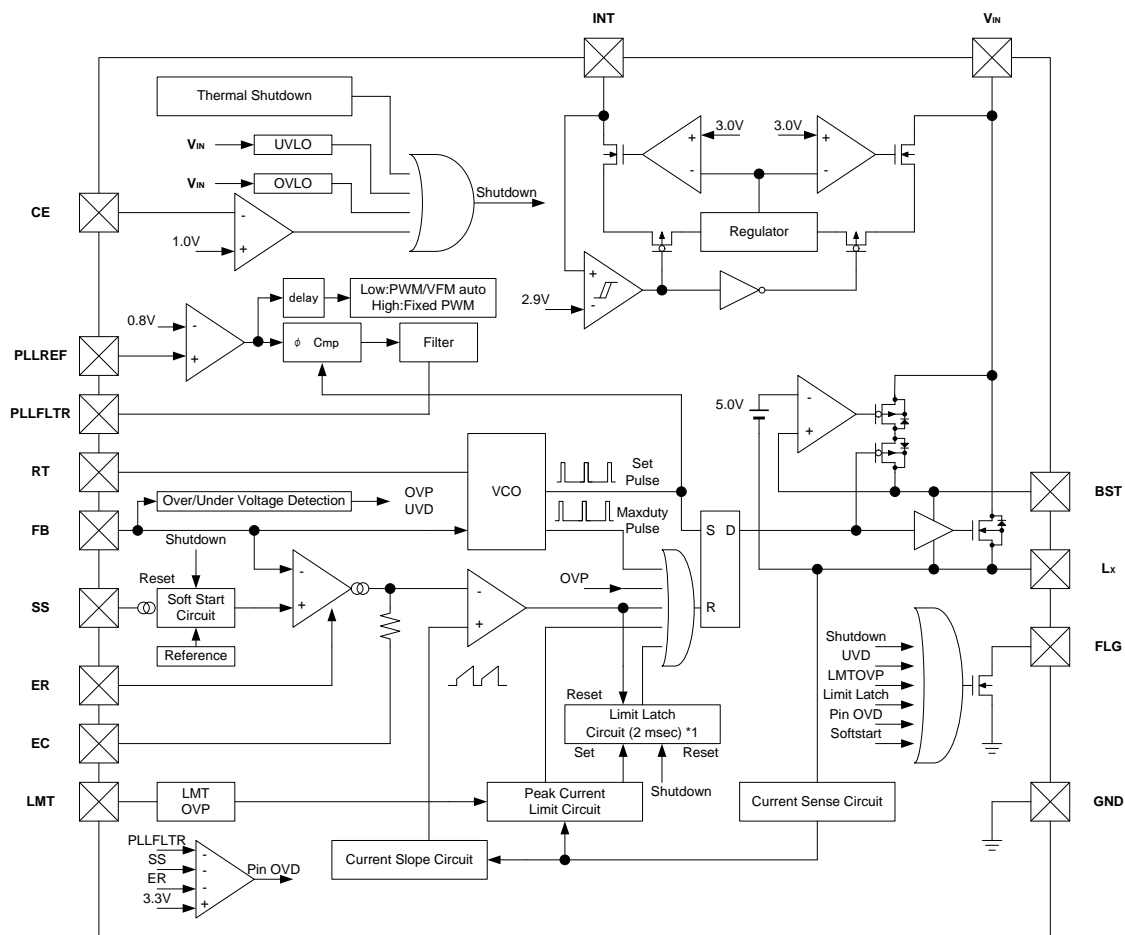 INT
VIN
Thermal Shutdown
VIN
UVLO
VIN
OVLO
CE
1.0V
-
+
Shutdown
3.0V
3.0V
+
-
+
-
Regulator
+
-
2.9V
delay
Low:PWM/VFM auto
High:Fixed PWM
0.8V
-
+
PLLREF
ϕ Cmp
Filter
PLLFLTR
5.0V
-
+
RT
VCO
Set
Pulse
Maxduty
Pulse
BST
FB
Over/Under Voltage Detection
OVP
UVD
S D
R
Shutdown
Reset
SS
Soft Start
Circuit
-
+
Reference
-
+
OVP
LX
ER
EC
Reset
Limit Latch
Circuit (2 msec) *1
Set
Reset
Shutdown
Shutdown
UVD
LMTOVP
Limit Latch
Pin OVD
Softstart
FLG
LMT
LMT
OVP
Peak Current
Limit Circuit
Current Sense Circuit
GND
Current Slope Circuit
PLLFLTR
SS
ER
3.3V
-
-
-
+
Pin OVD